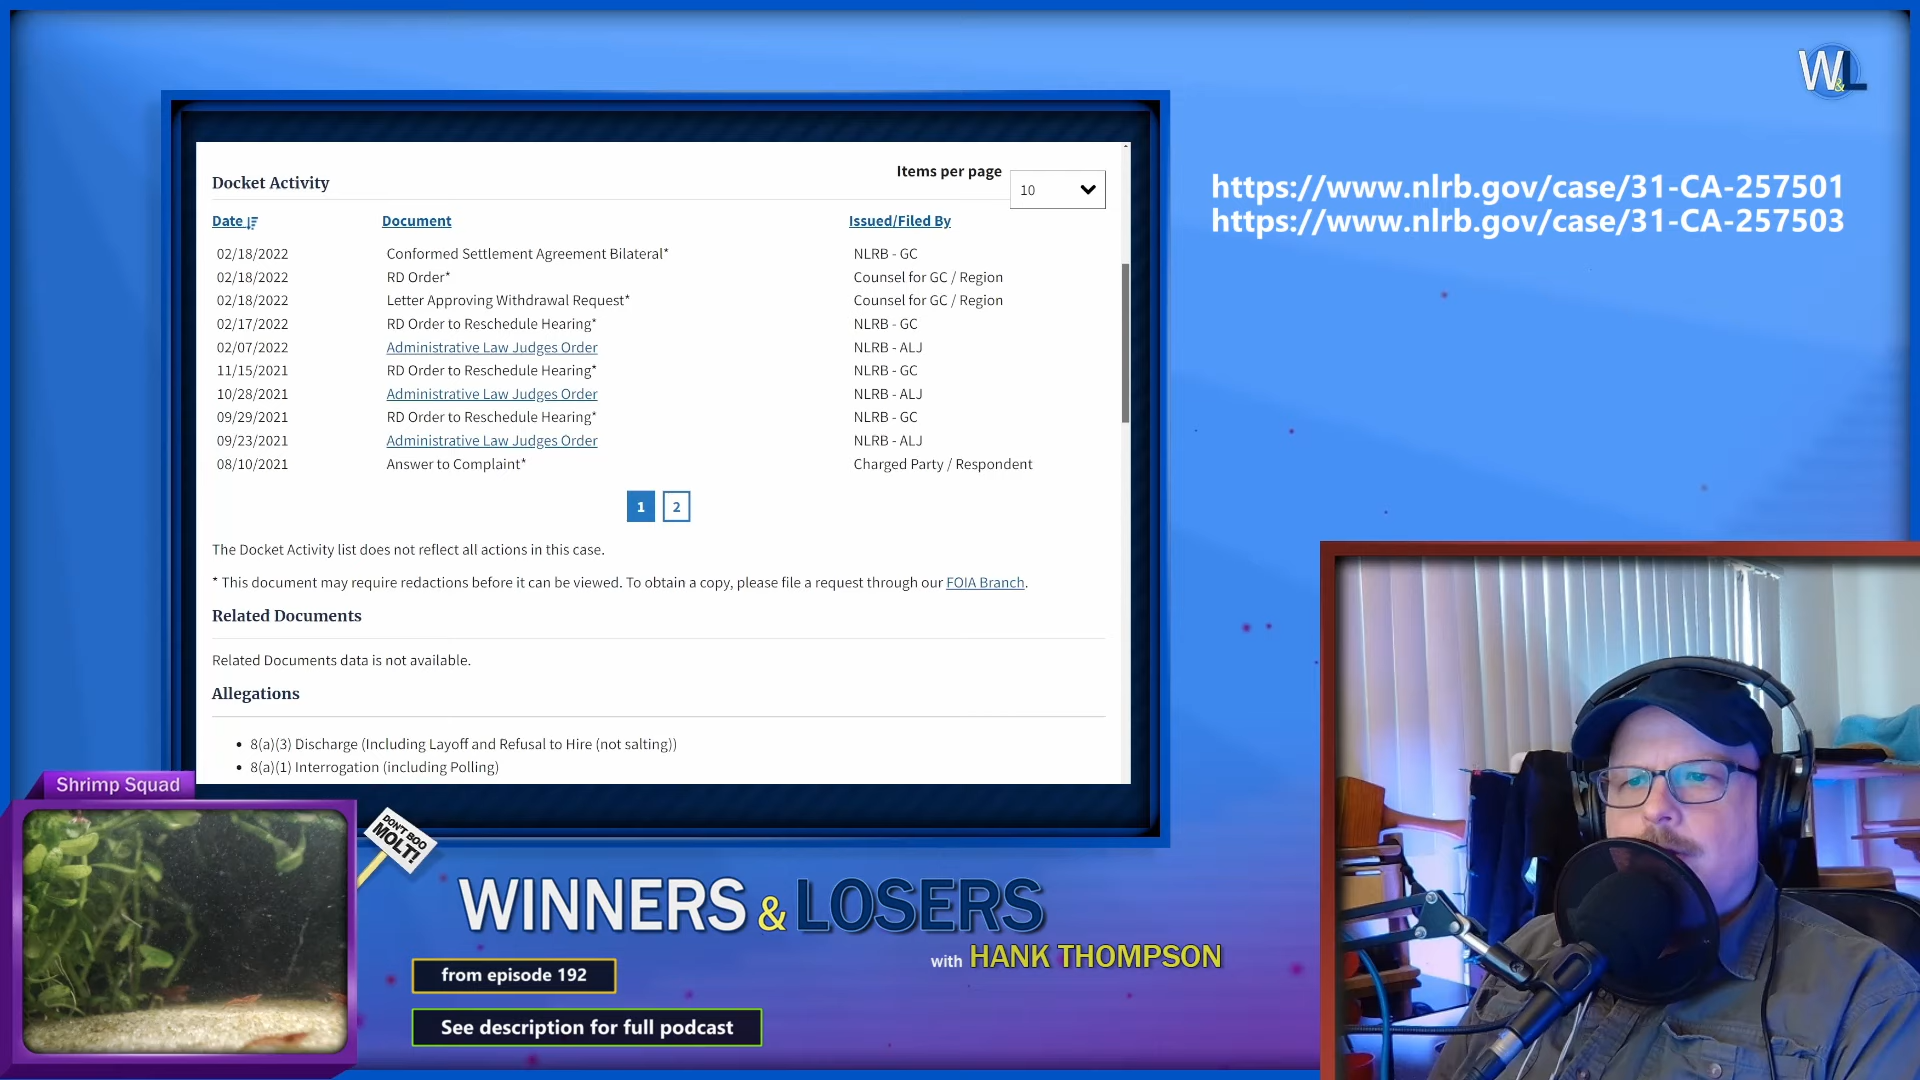 W&L
Items per page
Docket Activity
10
Date Document Issued/Filed By
02/18/2022 Conformed Settlement Agreement Bilateral* NLRB - GC
02/18/2022 RD Order* Counsel for GC / Region
02/18/2022 Letter Approving Withdrawal Request* Counsel for GC / Region
02/17/2022 RD Order to Reschedule Hearing* NLRB - GC
02/07/2022 Administrative Law Judges Order NLRB - ALJ
11/15/2021 RD Order to Reschedule Hearing* NLRB - GC
10/28/2021 Administrative Law Judges Order NLRB - ALJ
09/29/2021 RD Order to Reschedule Hearing* NLRB - GC
09/23/2021 Administrative Law Judges Order NLRB - ALJ
08/10/2021 Answer to Complaint* Charged Party / Respondent
1 2
The Docket Activity list does not reflect all actions in this case.
* This document may require redactions before it can be viewed. To obtain a copy, please file a request through our FOIA Branch.
Related Documents
Related Documents data is not available.
Allegations
• 8(a)(3) Discharge (Including Layoff and Refusal to Hire (not salting))
• 8(a)(1) Interrogation (including Polling)
https://www.nlrb.gov/case/31-CA-257501
https://www.nlrb.gov/case/31-CA-257503
Shrimp Squad
DON'T BOO
MOLT!
WINNERS & LOSERS
with HANK THOMPSON
from episode 192
See description for full podcast